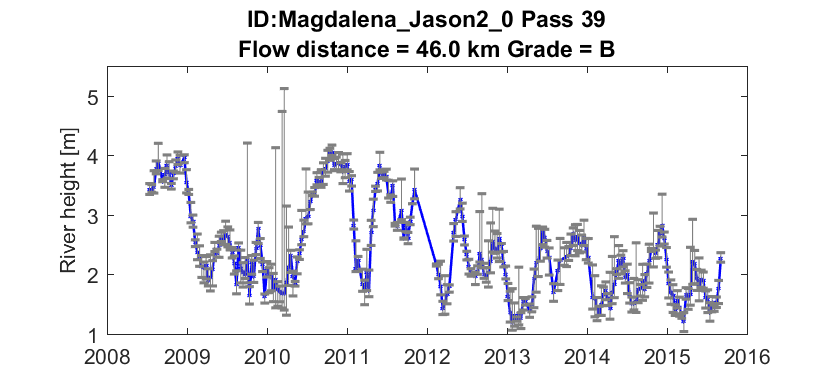 ID:Magdalena_Jason2_0 Pass 39
Flow distance = 46.0 km Grade = B
River height [m]
5
4
3
2
1
2008 2009 2010 2011 2012 2013 2014 2015 2016